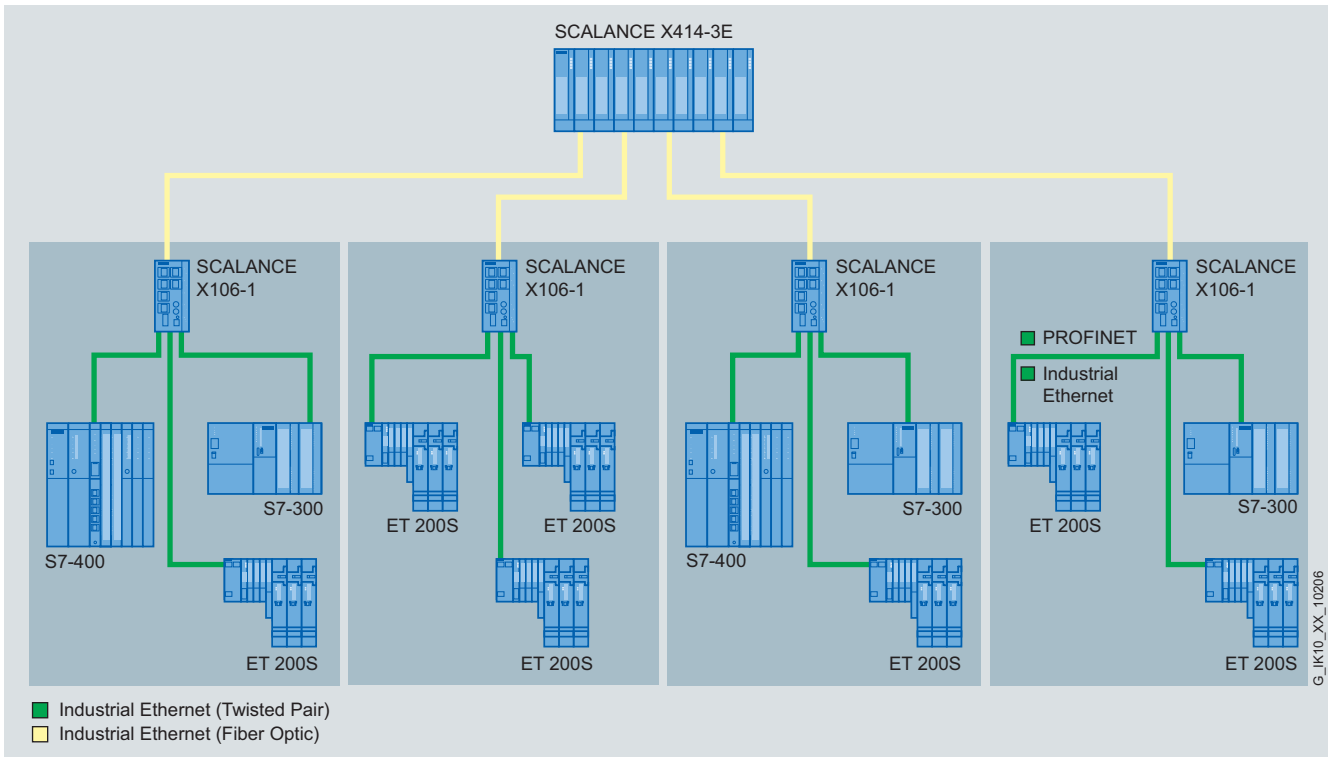 SCALANCE X414-3E
SCALANCE
X106-1
SCALANCE
X106-1
SCALANCE
X106-1
SCALANCE
X106-1
PROFINET
Industrial
Ethernet
S7-300
S7-400
ET 200S
ET 200S
ET 200S
ET 200S
S7-300
S7-400
ET 200S
ET 200S
S7-300
ET 200S
G_IK10_XX_10206
Industrial Ethernet (Twisted Pair)
Industrial Ethernet (Fiber Optic)